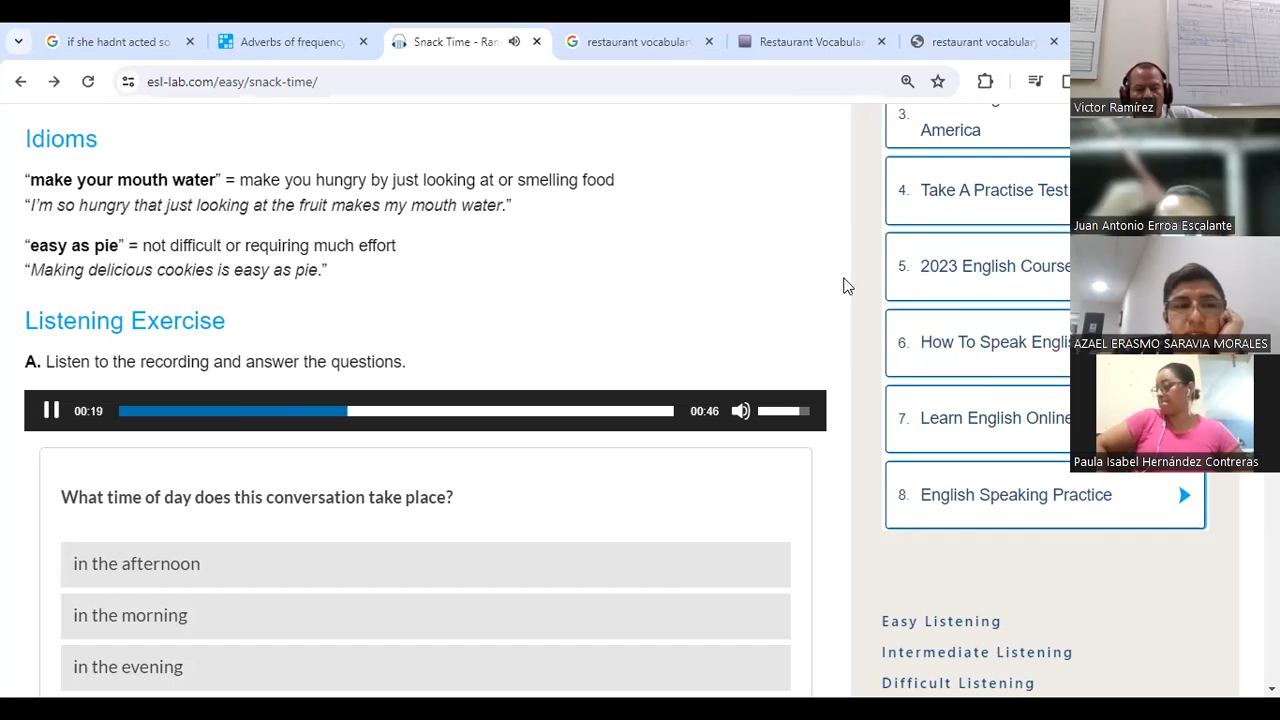 if she hadnt acted so
Adverbs of frequency
Snack Time - Ran
restaurant vocabular
Restaurant Vocabula
restaurant vocabular
esl-lab.com/easy/snack-time/
Idioms
“make your mouth water” = make you hungry by just looking at or smelling food
“I’m so hungry that just looking at the fruit makes my mouth water.”
“easy as pie” = not difficult or requiring much effort
“Making delicious cookies is easy as pie.”
Listening Exercise
A. Listen to the recording and answer the questions.
00:19
00:46
What time of day does this conversation take place?
in the afternoon
in the morning
in the evening
3.
America
4. Take A Practise Test
5. 2023 English Course
6. How To Speak Engli
7. Learn English Online
8. English Speaking Practice
Easy Listening
Intermediate Listening
Difficult Listening
Víctor Ramírez
Juan Antonio Erroa Escalante
AZAEL ERASMO SARAVIA MORALES
Paula Isabel Hernández Contreras